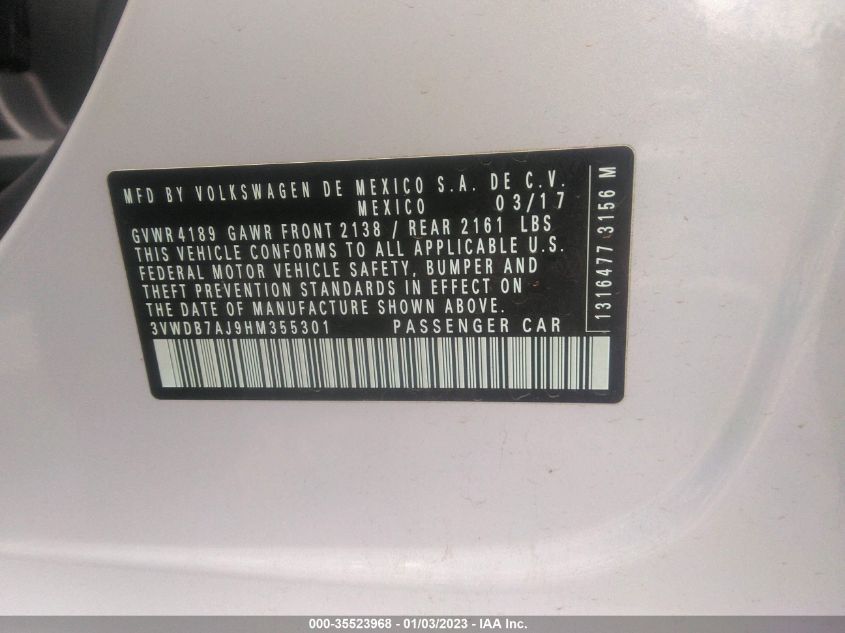 MFD BY VOLKSWAGEN DE MEXICO S.A. DE C.V.
MEXICO 03/17
GVWR 4189 GAWR FRONT 2138 / REAR 2161 LBS
THIS VEHICLE CONFORMS TO ALL APPLICABLE U.S.
FEDERAL MOTOR VEHICLE SAFETY, BUMPER AND
THEFT PREVENTION STANDARDS IN EFFECT ON
THE DATE OF MANUFACTURE SHOWN ABOVE.
3VWDB7AJ9HM355301 PASSENGER CAR
1316477 3156 M
000-35523968 - 01/03/2023 - IAA Inc.